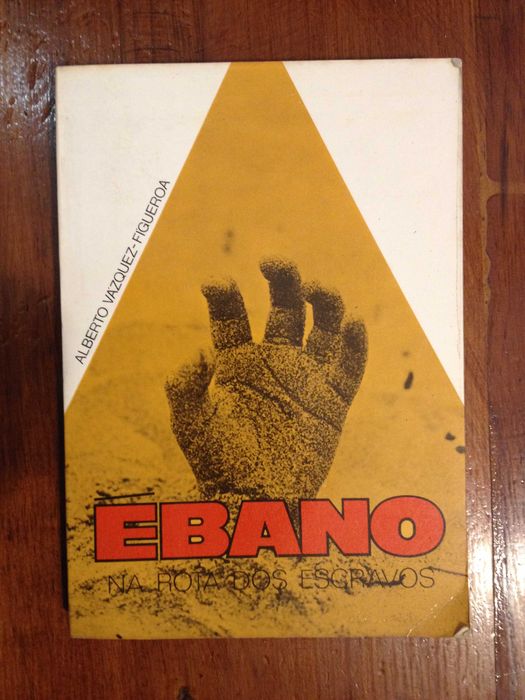 ALBERTO VAZQUEZ-FIGUEROA
EBANO
NA ROTA DOS ESCRAVOS